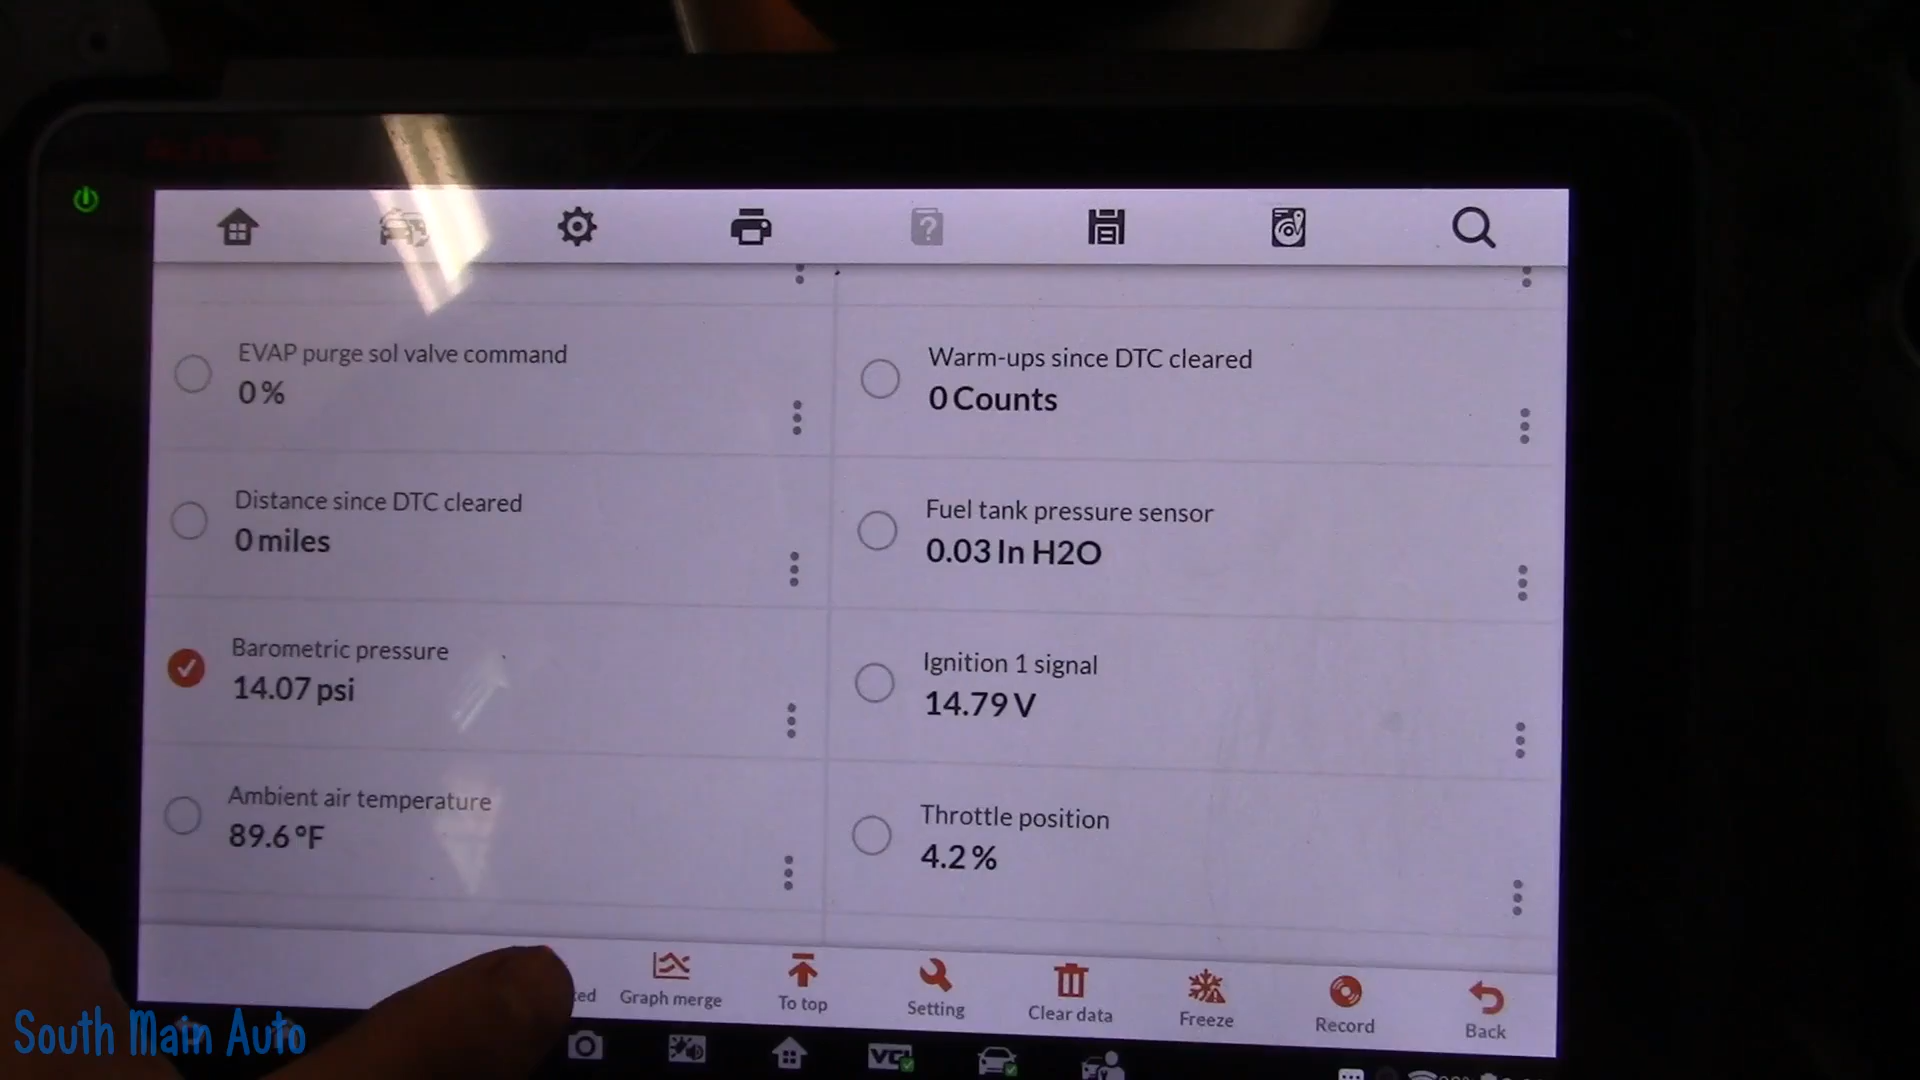 AUTEL
EVAP purge sol valve command
0 %
Warm-ups since DTC cleared
0 Counts
Distance since DTC cleared
0 miles
Fuel tank pressure sensor
0.03 In H2O
Barometric pressure
14.07 psi
Ignition 1 signal
14.79 V
Ambient air temperature
89.6 °F
Throttle position
4.2 %
Graph merge
To top
Setting
Clear data
Freeze
Record
Back
VCI
South Main Auto